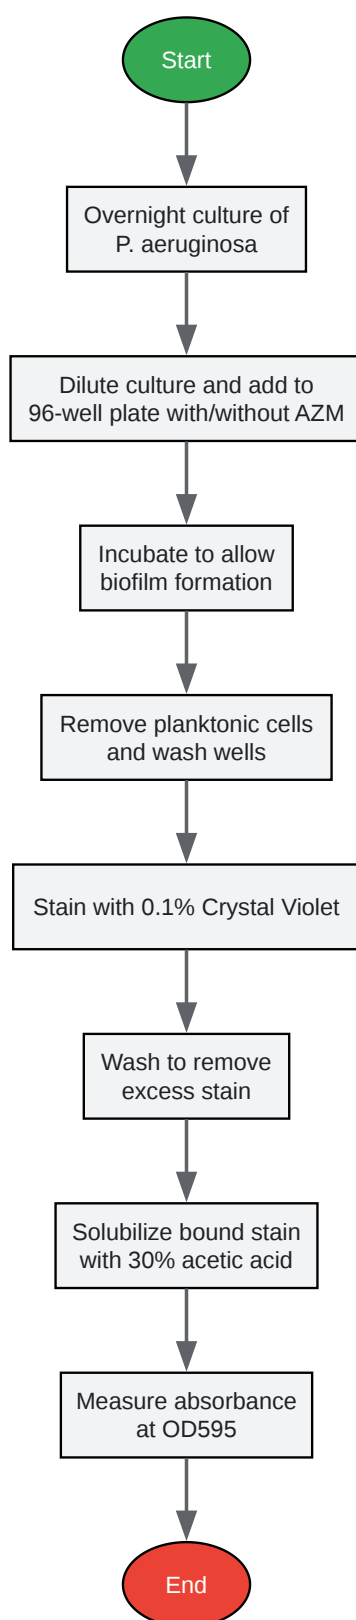 Start
Overnight culture of
P. aeruginosa
Dilute culture and add to
96-well plate with/without AZM
Incubate to allow
biofilm formation
Remove planktonic cells
and wash wells
Stain with 0.1% Crystal Violet
Wash to remove
excess stain
Solubilize bound stain
with 30% acetic acid
Measure absorbance
at OD595
End